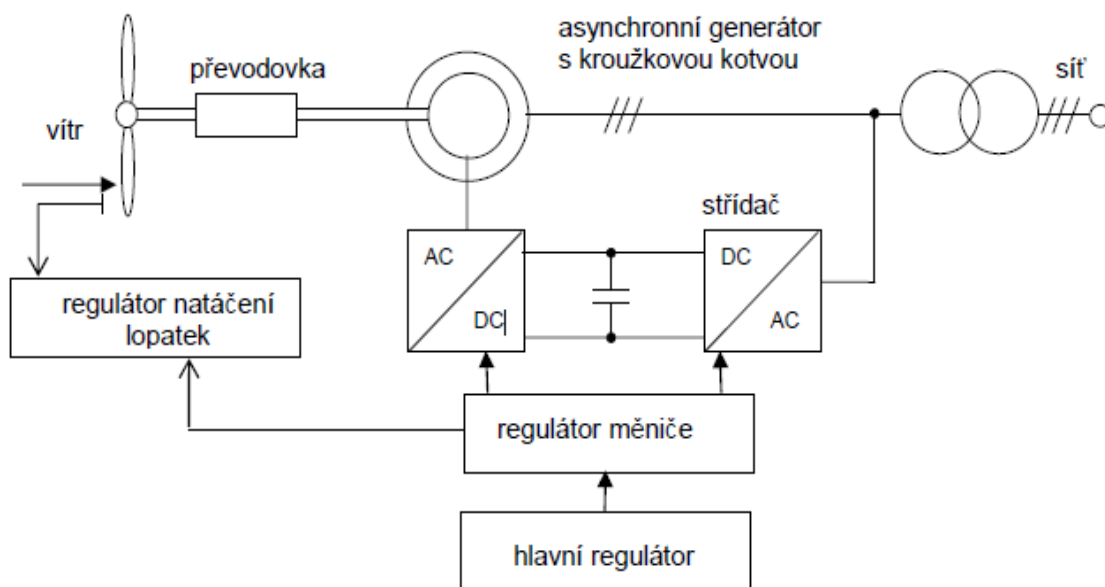 asynchronní generátor
s kroužkovou kotvou
převodovka
síť
vítr
střídač
AC
DC
DC
AC
regulátor natáčení
lopatek
regulátor měniče
hlavní regulátor